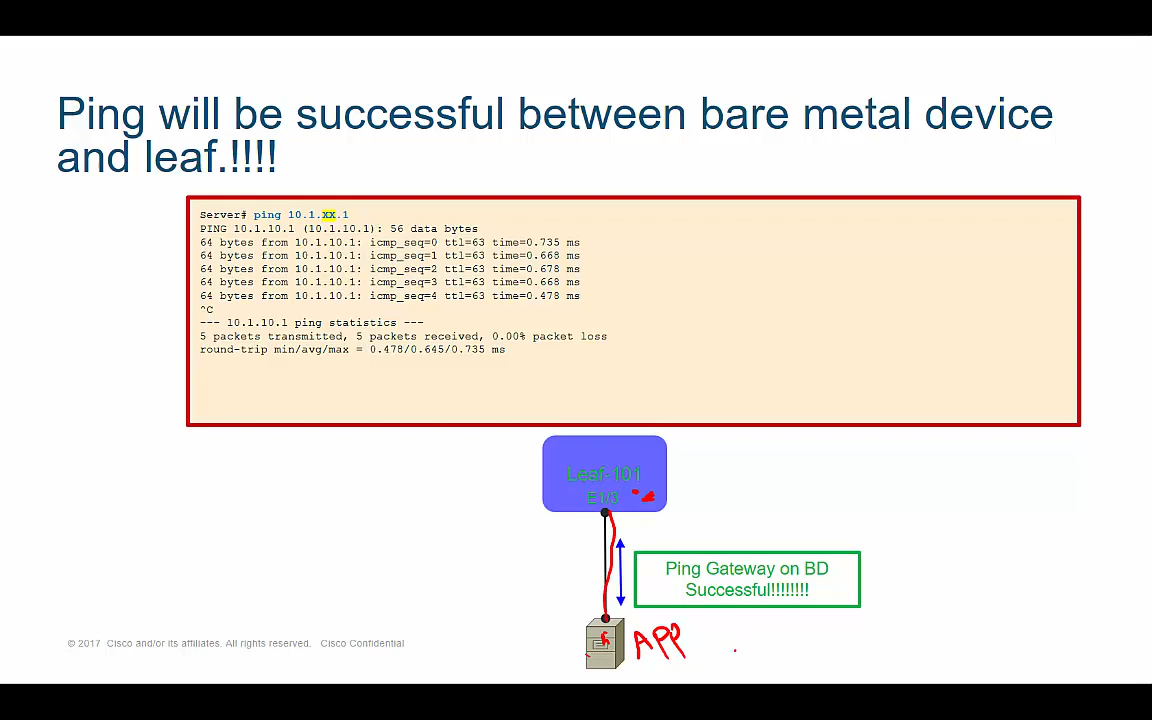 Ping will be successful between bare metal device
and leaf.!!!!
Server# ping 10.1.XX.1
PING 10.1.10.1 (10.1.10.1): 56 data bytes
64 bytes from 10.1.10.1: icmp_seq=0 ttl=63 time=0.735 ms
64 bytes from 10.1.10.1: icmp_seq=1 ttl=63 time=0.668 ms
64 bytes from 10.1.10.1: icmp_seq=2 ttl=63 time=0.678 ms
64 bytes from 10.1.10.1: icmp_seq=3 ttl=63 time=0.668 ms
64 bytes from 10.1.10.1: icmp_seq=4 ttl=63 time=0.478 ms
^C
--- 10.1.10.1 ping statistics ---
5 packets transmitted, 5 packets received, 0.00% packet loss
round-trip min/avg/max = 0.478/0.645/0.735 ms
Leaf-101
Ping Gateway on BD
Successful!!!!!!!!
APP
© 2017 Cisco and/or its affiliates. All rights reserved. Cisco Confidential